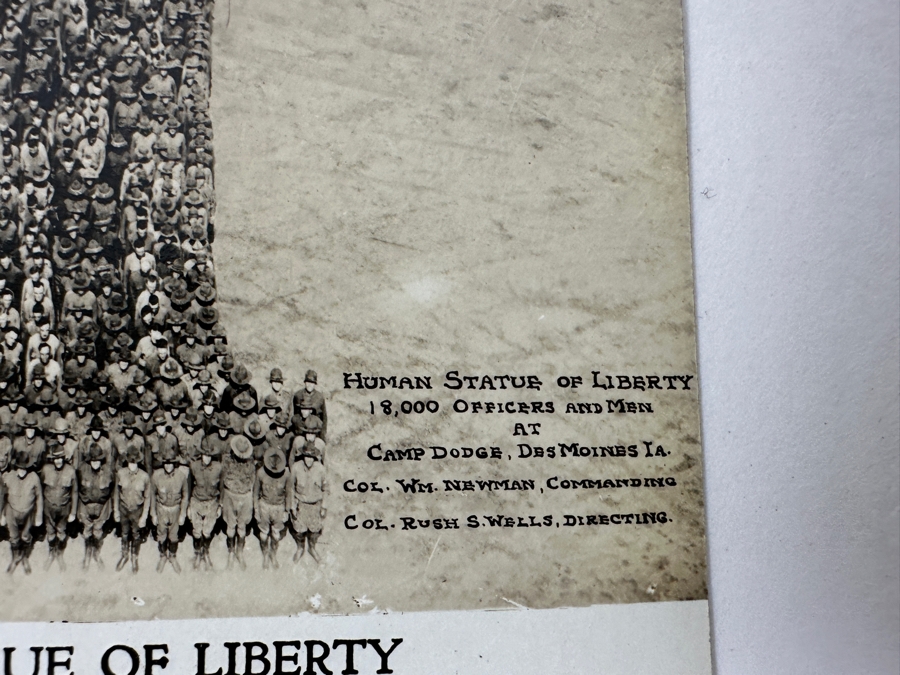 HUMAN STATUE OF LIBERTY
18,000 OFFICERS AND MEN
AT
CAMP DODGE, DES MOINES IA.
COL. WM. NEWMAN, COMMANDING
COL. RUSH S. WELLS, DIRECTING.
UE OF LIBERTY